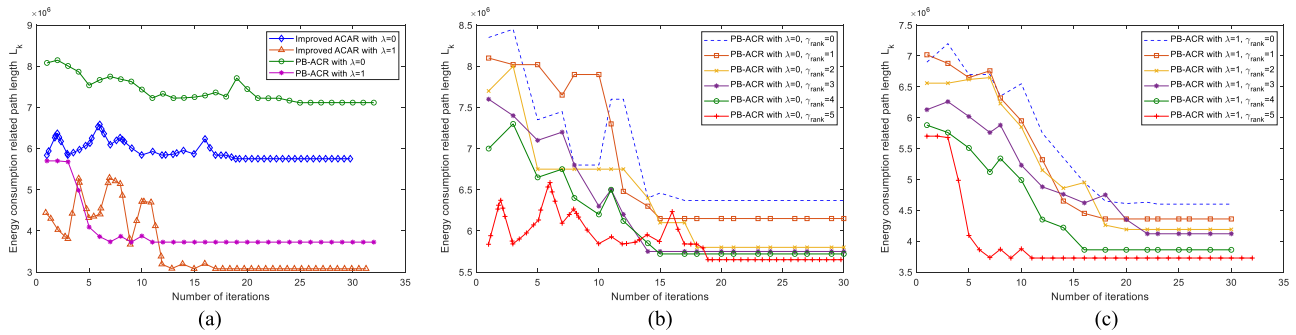 ×10⁶
9
8
7
6
5
4
3
0 5 10 15 20 25 30 35
Energy consumption related path length L_k
Number of iterations
Improved ACAR with λ=0
Improved ACAR with λ=1
PB-ACR with λ=0
PB-ACR with λ=1
(a)
×10⁶
8.5
8
7.5
7
6.5
6
5.5
0 5 10 15 20 25 30
Energy consumption related path length L_k
Number of iterations
PB-ACR with λ=0, γ_rank=0
PB-ACR with λ=0, γ_rank=1
PB-ACR with λ=0, γ_rank=2
PB-ACR with λ=0, γ_rank=3
PB-ACR with λ=0, γ_rank=4
PB-ACR with λ=0, γ_rank=5
(b)
×10⁶
7.5
7
6.5
6
5.5
5
4.5
4
3.5
0 5 10 15 20 25 30 35
Energy consumption related path length L_k
Number of iterations
PB-ACR with λ=1, γ_rank=0
PB-ACR with λ=1, γ_rank=1
PB-ACR with λ=1, γ_rank=2
PB-ACR with λ=1, γ_rank=3
PB-ACR with λ=1, γ_rank=4
PB-ACR with λ=1, γ_rank=5
(c)